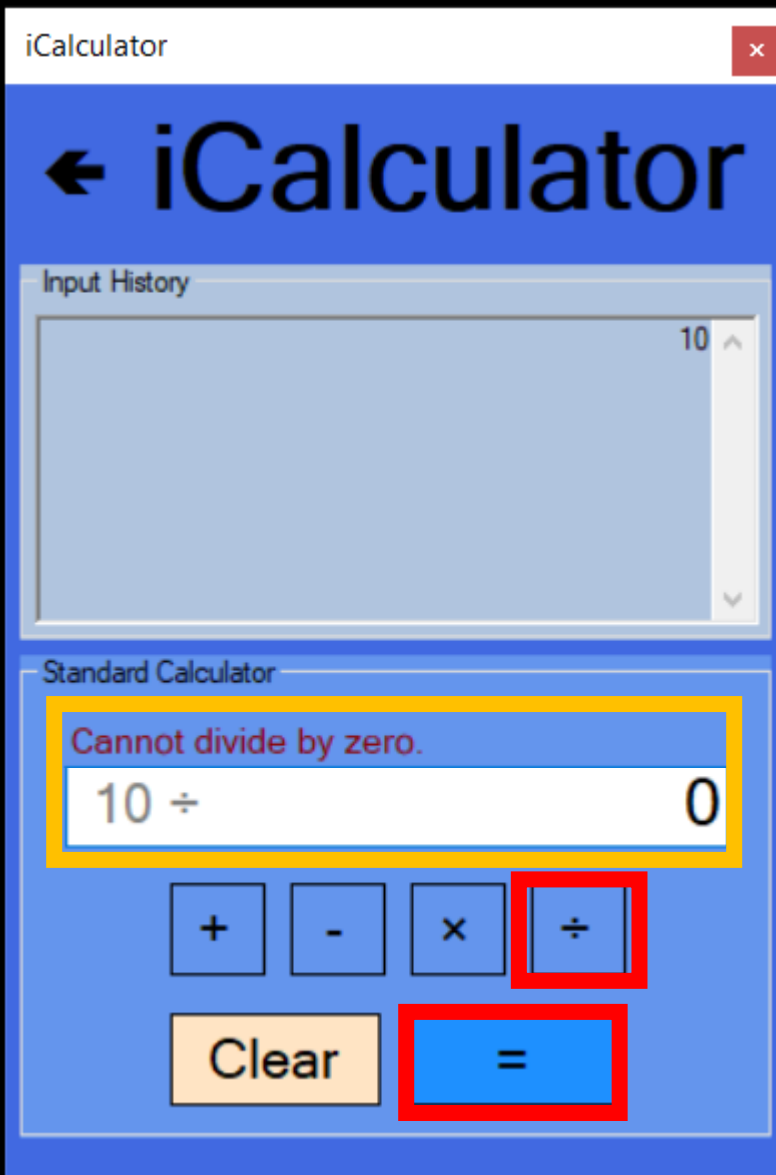 iCalculator
×
← iCalculator
Input History
10
Standard Calculator
Cannot divide by zero.
10 ÷ 0
+ - × ÷
Clear =